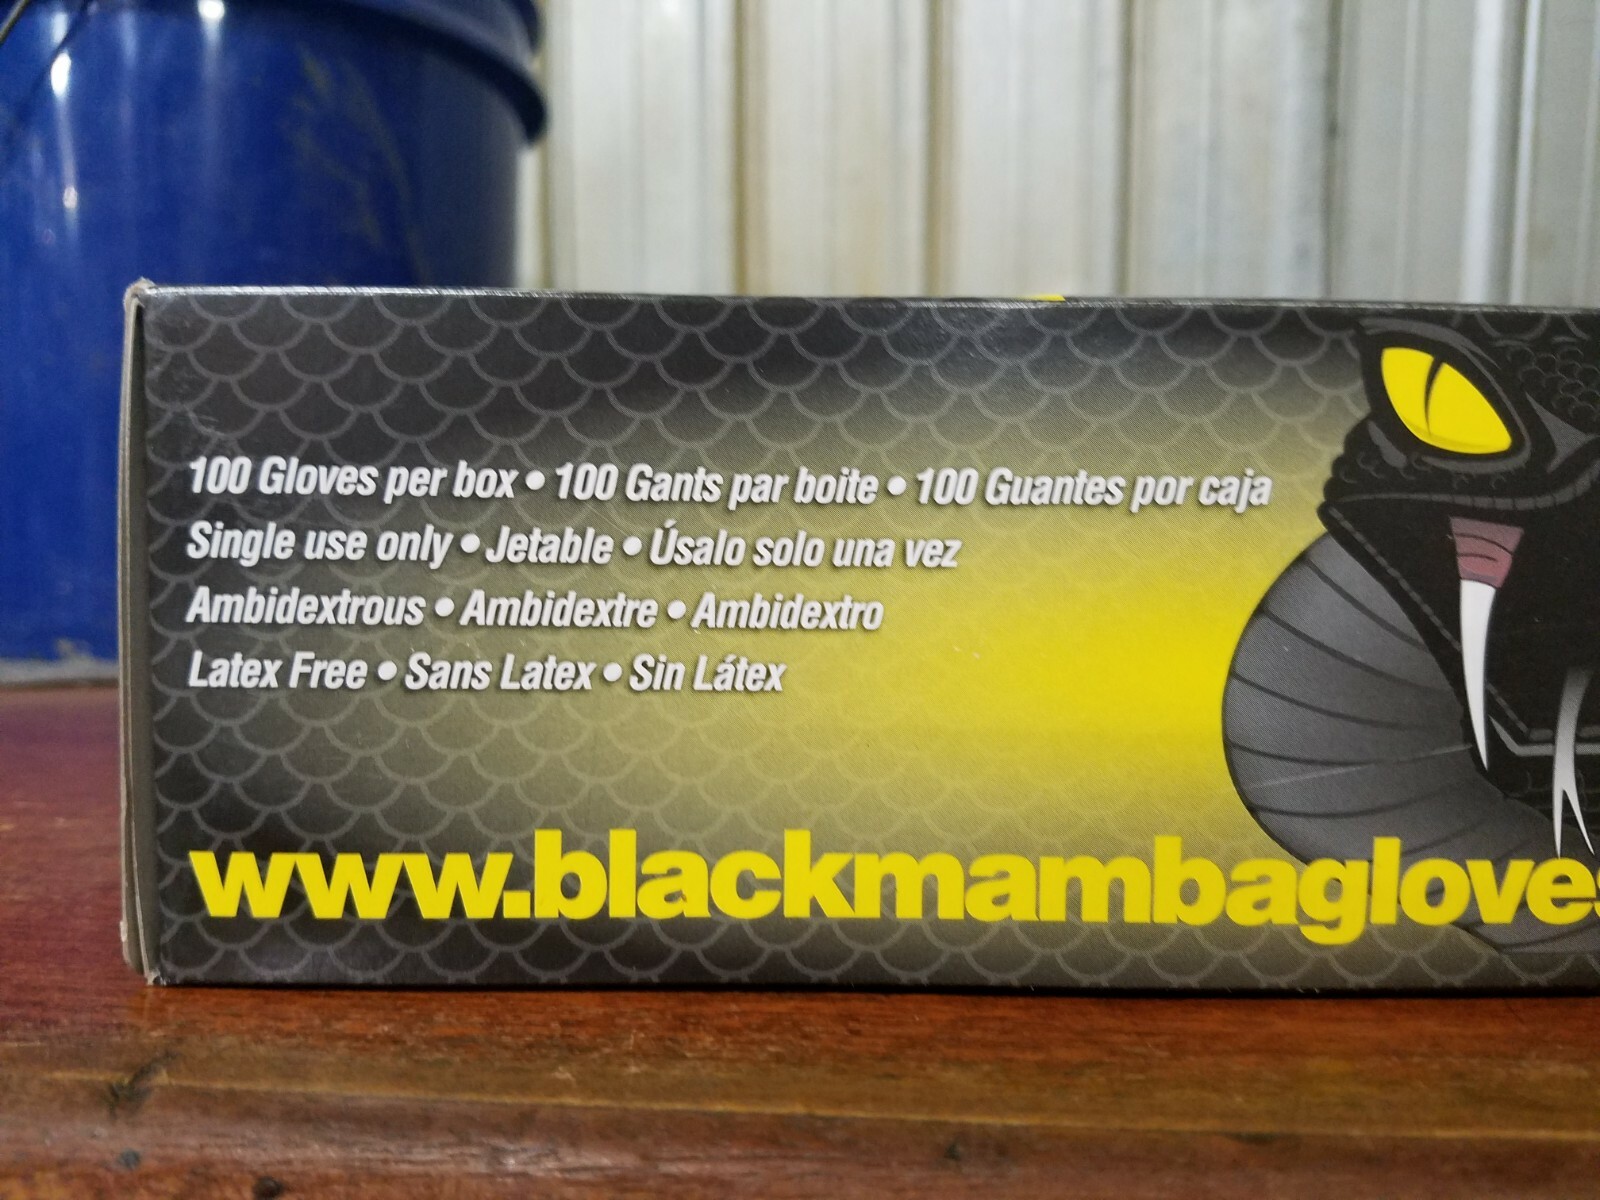 100 Gloves per box • 100 Gants par boite • 100 Guantes por caja
Single use only • Jetable • Úsalo solo una vez
Ambidextrous • Ambidextre • Ambidextro
Latex Free • Sans Latex • Sin Látex
www.blackmambagloves